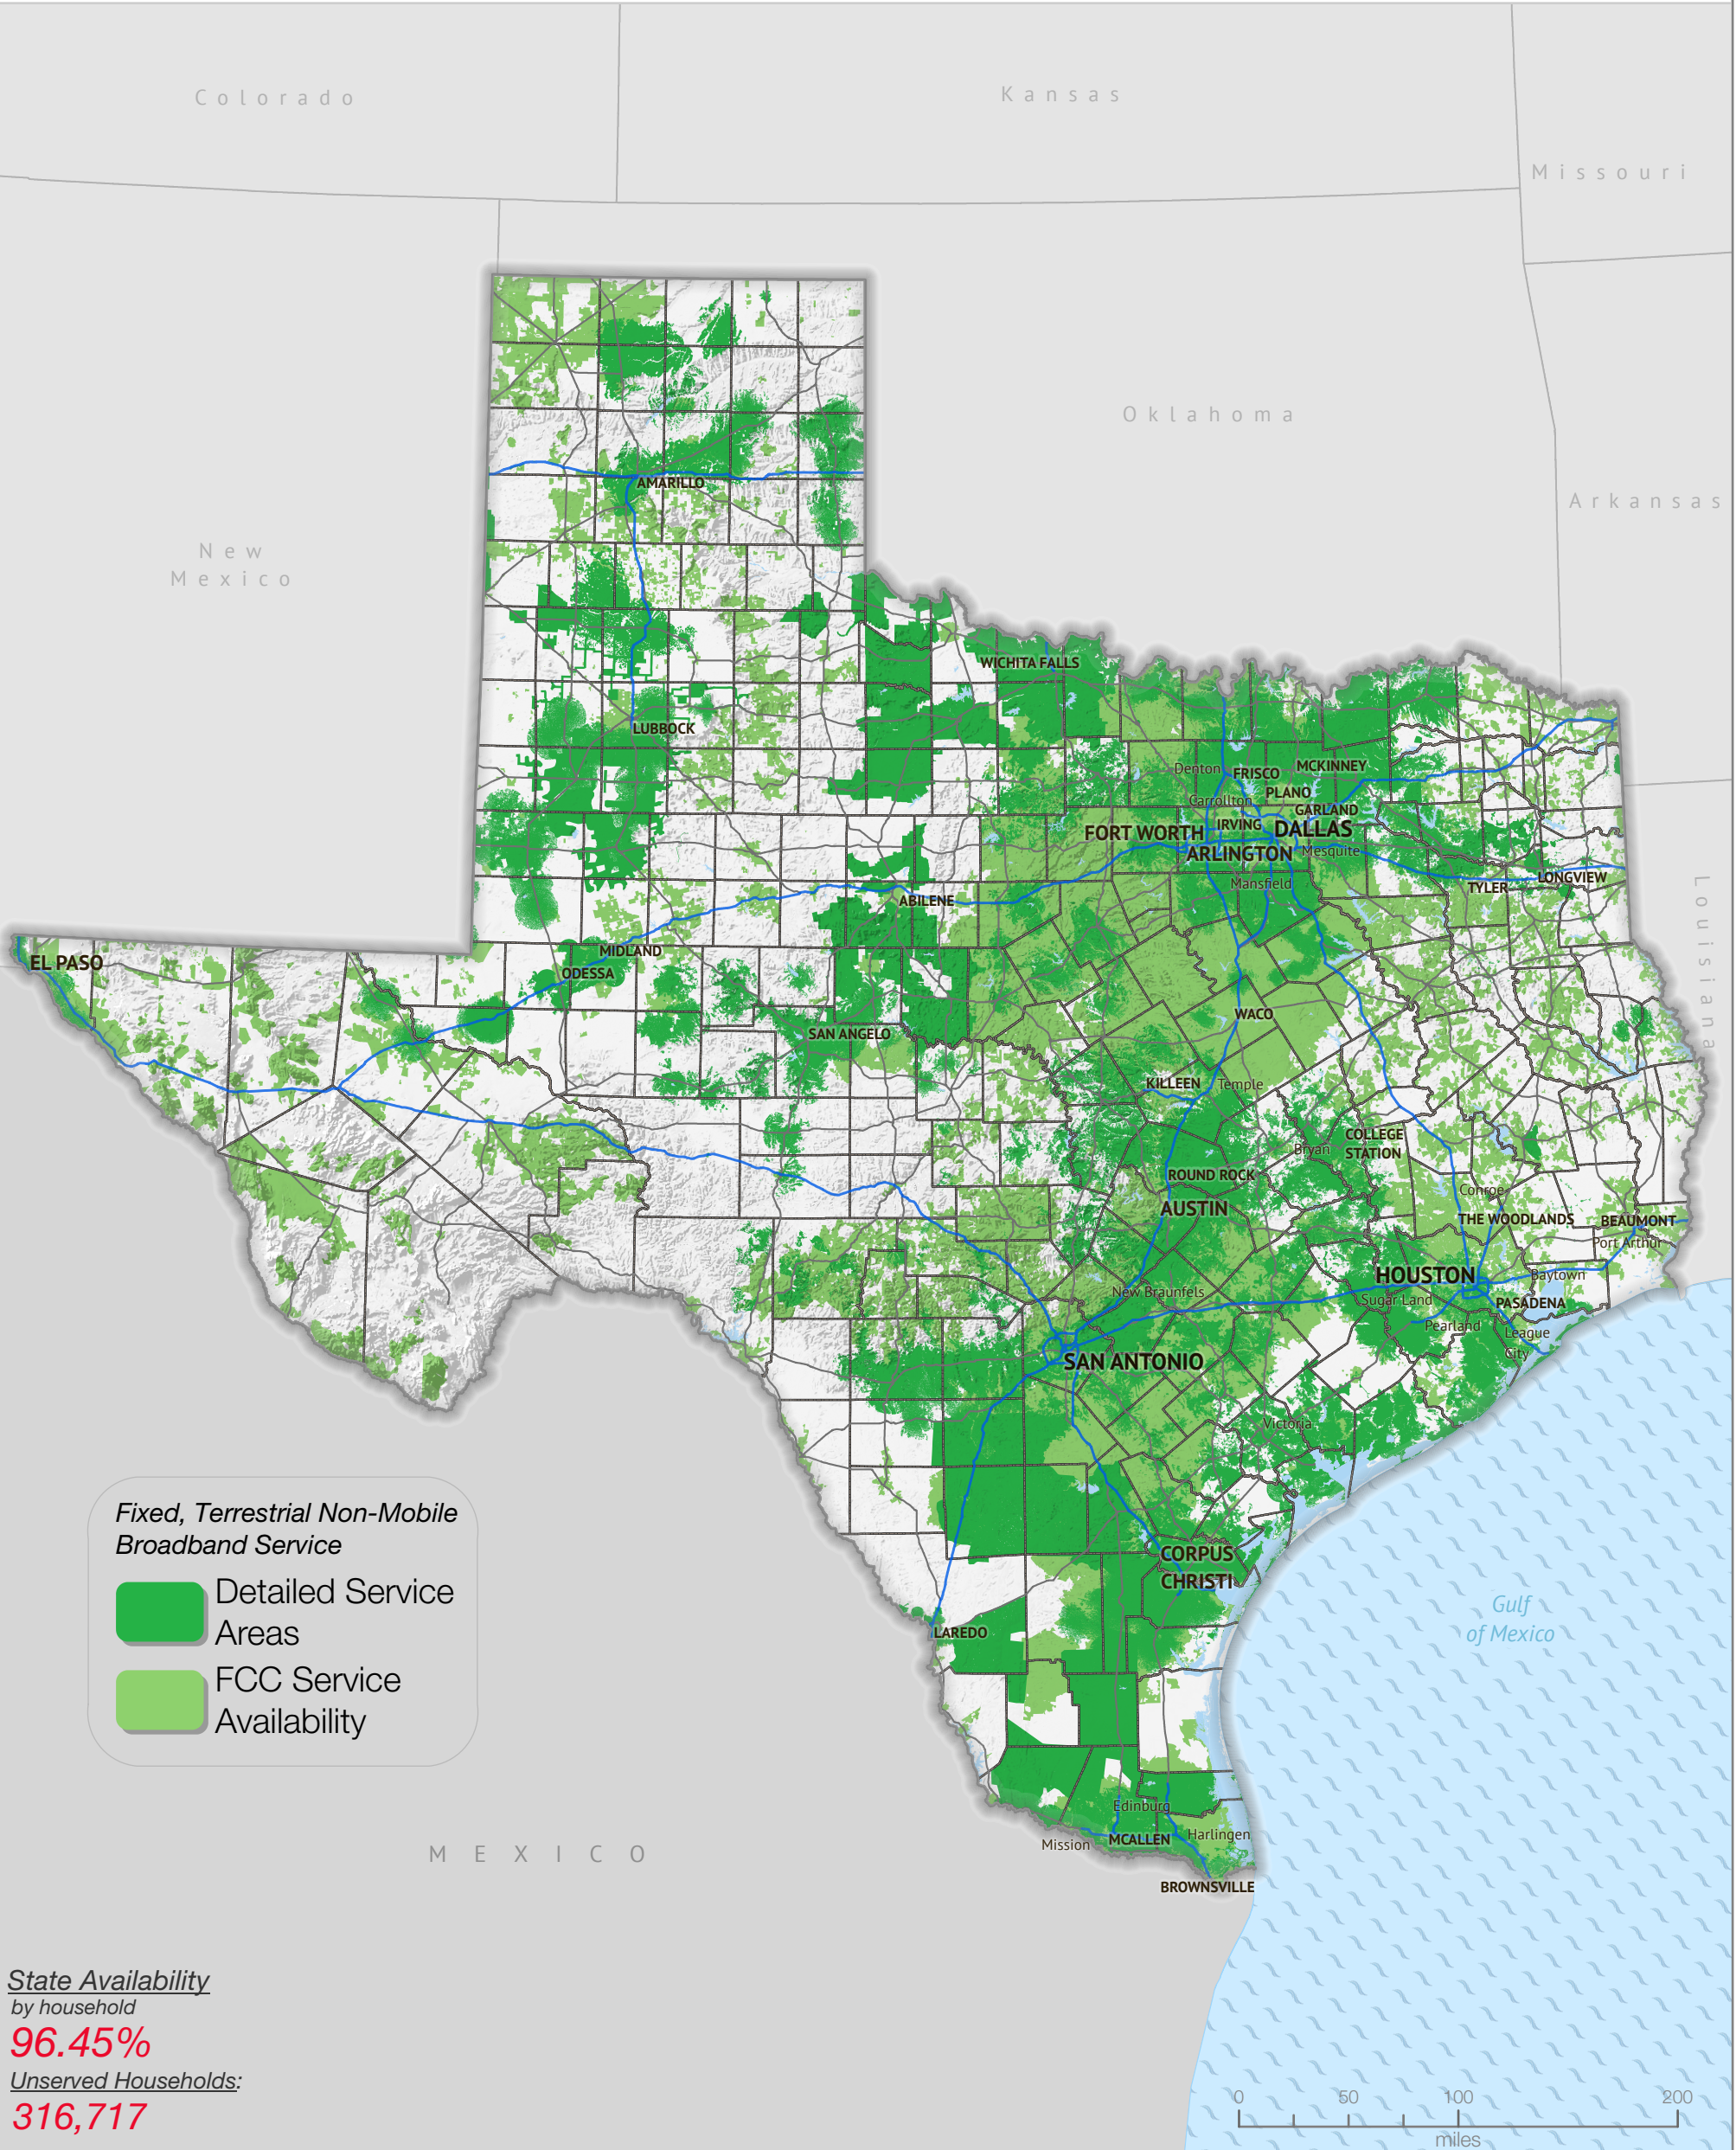 Colorado
Kansas
Missouri
Oklahoma
Arkansas
New
Mexico
Louisiana
AMARILLO
WICHITA FALLS
LUBBOCK
Denton
FRISCO
MCKINNEY
PLANO
Carrollton
GARLAND
FORT WORTH
IRVING
DALLAS
ARLINGTON
Mesquite
Mansfield
TYLER
LONGVIEW
ABILENE
MIDLAND
ODESSA
EL PASO
SAN ANGELO
WACO
KILLEEN
Temple
COLLEGE
STATION
Bryan
ROUND ROCK
AUSTIN
Conroe
THE WOODLANDS
BEAUMONT
Port Arthur
HOUSTON
Baytown
Sugar Land
PASADENA
Pearland
League
City
New Braunfels
SAN ANTONIO
Victoria
CORPUS
CHRISTI
LAREDO
Edinburg
Mission
MCALLEN
Harlingen
BROWNSVILLE
Gulf
of Mexico
MEXICO
Fixed, Terrestrial Non-Mobile
Broadband Service
Detailed Service
Areas
FCC Service
Availability
State Availability
by household
96.45%
Unserved Households:
316,717
0 50 100 200
miles